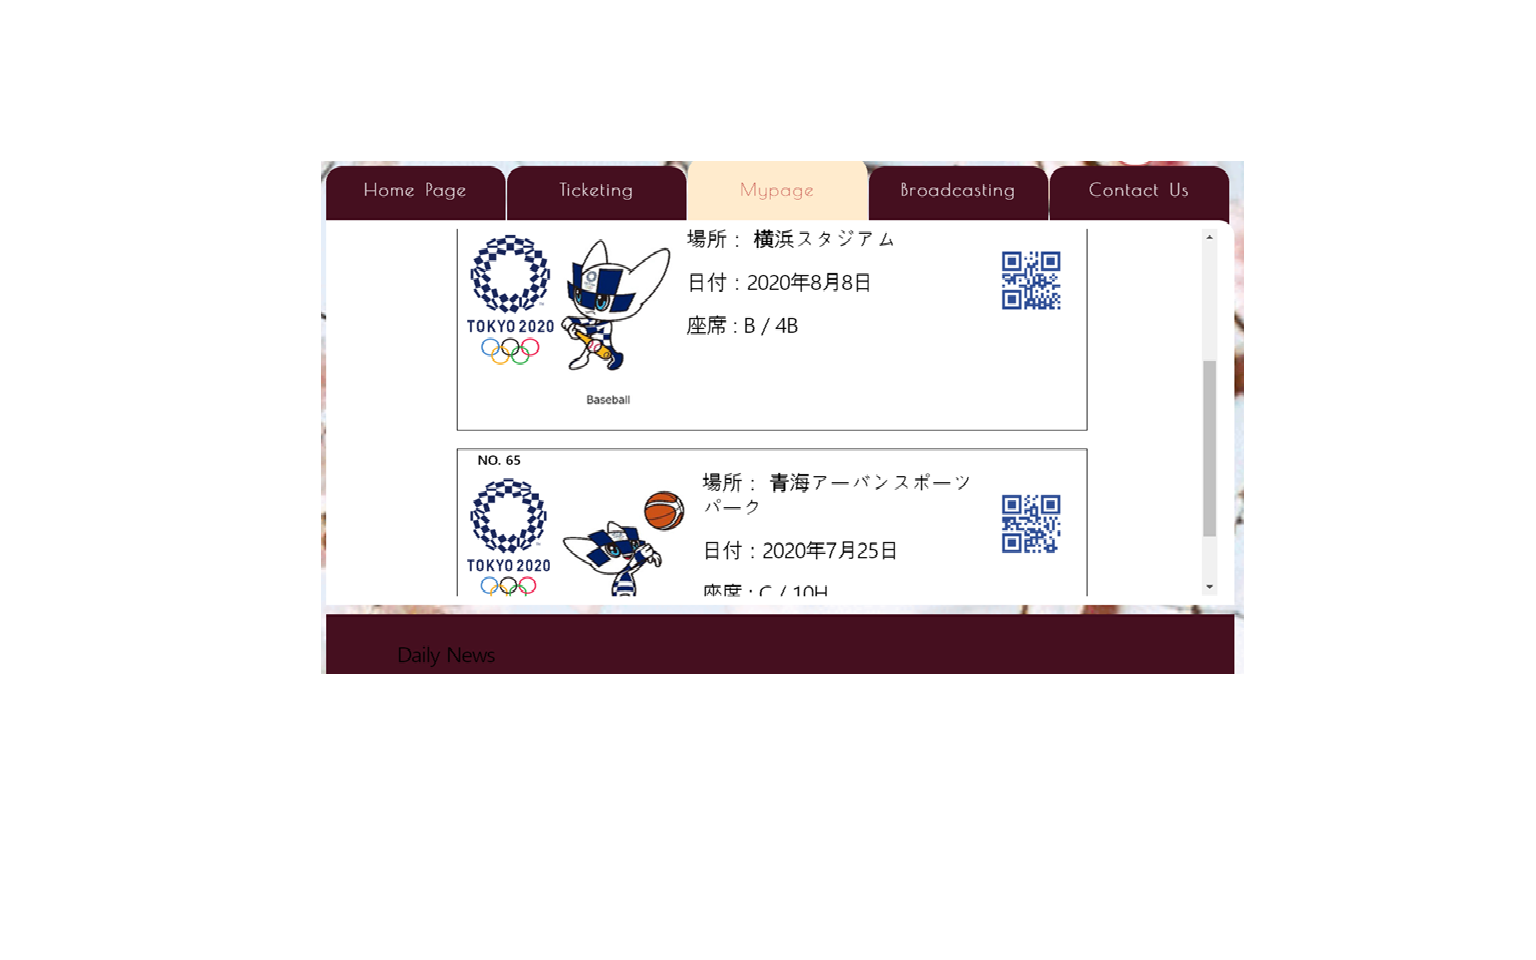 Home Page
Ticketing
Mypage
Broadcasting
Contact Us
場所： 横浜スタジアム
日付 : 2020年8月8日
座席 : B / 4B
TOKYO 2020
Baseball
NO. 65
場所： 青海アーバンスポーツ
パーク
日付 : 2020年7月25日
座席 : C / 10H
TOKYO 2020
Daily News